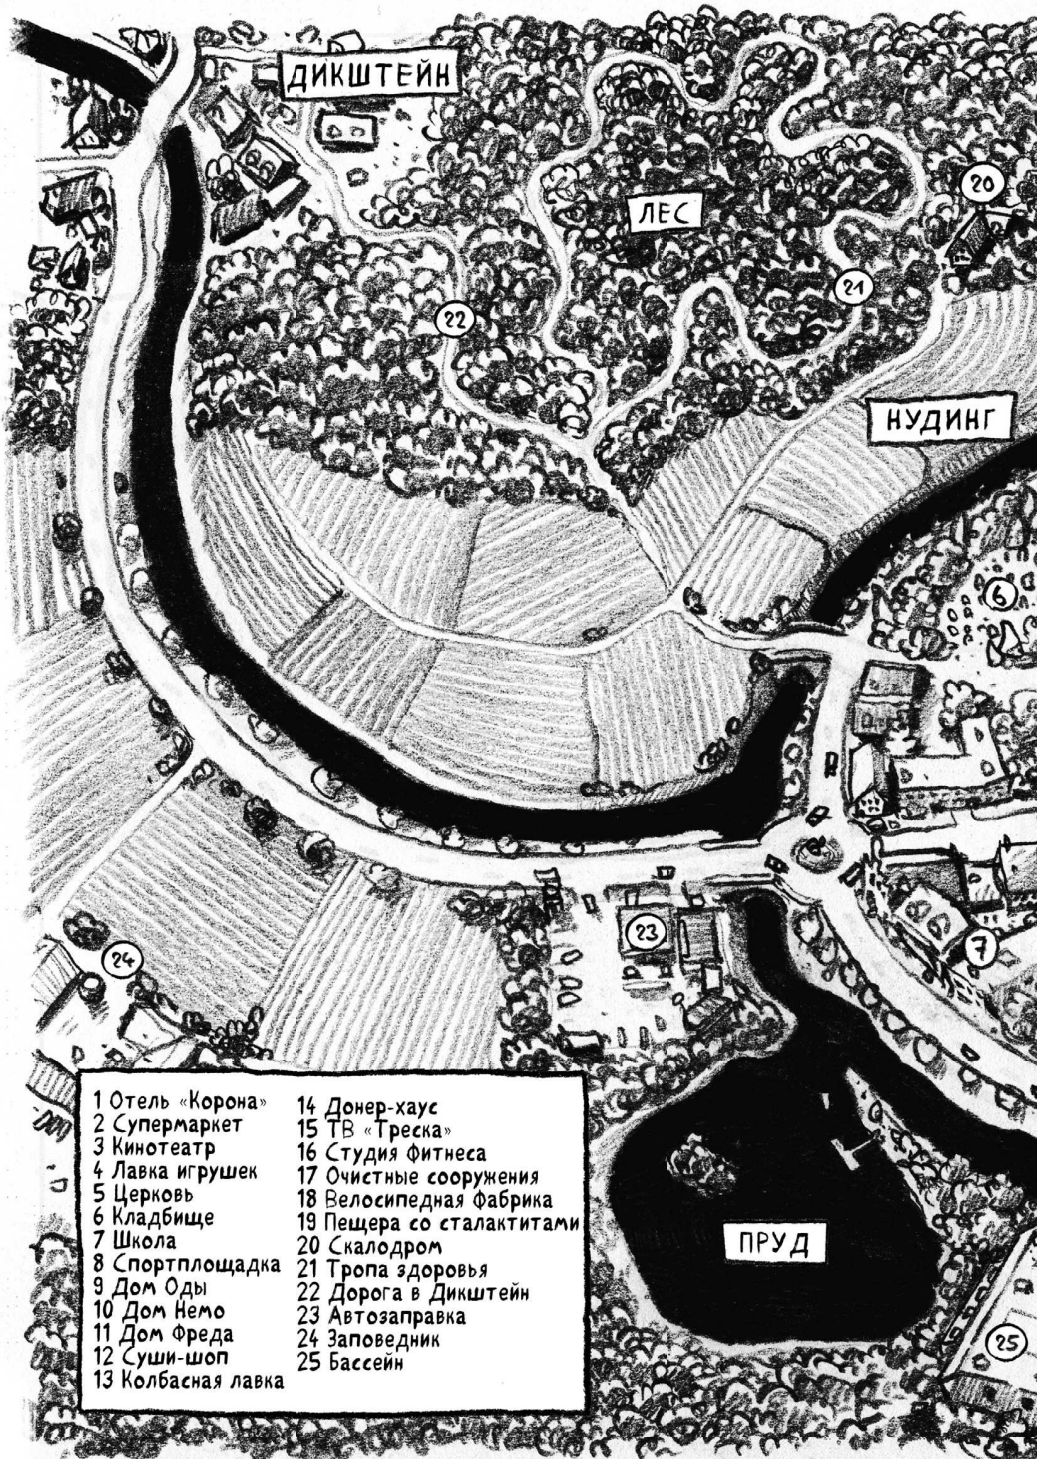 ДИКШТЕЙН
ЛЕС
20
21
22
НУДИНГ
6
23
7
24
ПРУД
25
1 Отель «Корона»
2 Супермаркет
3 Кинотеатр
4 Лавка игрушек
5 Церковь
6 Кладбище
7 Школа
8 Спортплощадка
9 Дом Оды
10 Дом Немо
11 Дом Фреда
12 Суши-шоп
13 Колбасная лавка
14 Донер-хаус
15 ТВ «Треска»
16 Студия фитнеса
17 Очистные сооружения
18 Велосипедная фабрика
19 Пещера со сталактитами
20 Скалодром
21 Тропа здоровья
22 Дорога в Дикштейн
23 Автозаправка
24 Заповедник
25 Бассейн